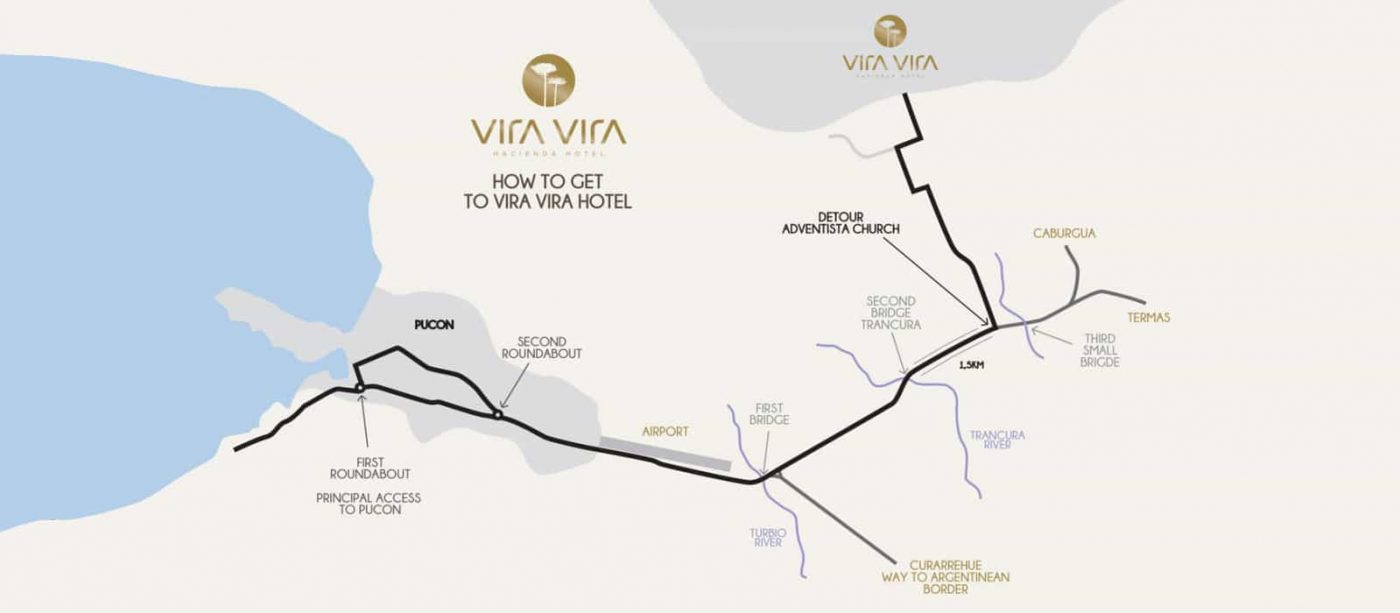 VIRA VIRA
HACIENDA HOTEL
VIRA VIRA
HACIENDA HOTEL
HOW TO GET
TO VIRA VIRA HOTEL
DETOUR
ADVENTISTA CHURCH
CABURGUA
TERMAS
SECOND
BRIDGE
TRANCURA
THIRD
SMALL
BRIGDE
1,5KM
PUCON
SECOND
ROUNDABOUT
FIRST
BRIDGE
AIRPORT
TRANCURA
RIVER
FIRST
ROUNDABOUT
PRINCIPAL ACCESS
TO PUCON
TURBIO
RIVER
CURARREHUE
WAY TO ARGENTINEAN
BORDER